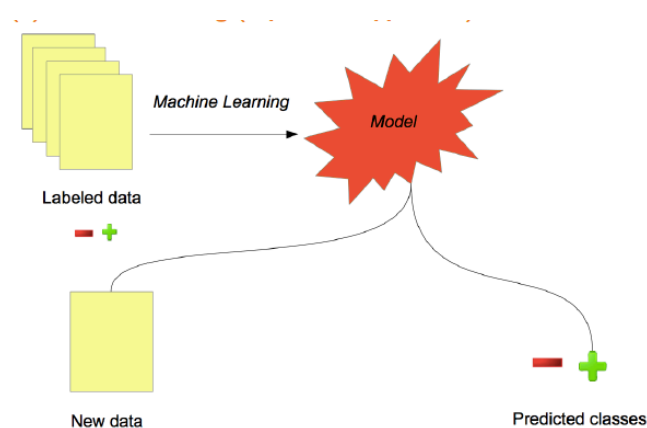 Machine Learning
Model
Labeled data
New data
Predicted classes